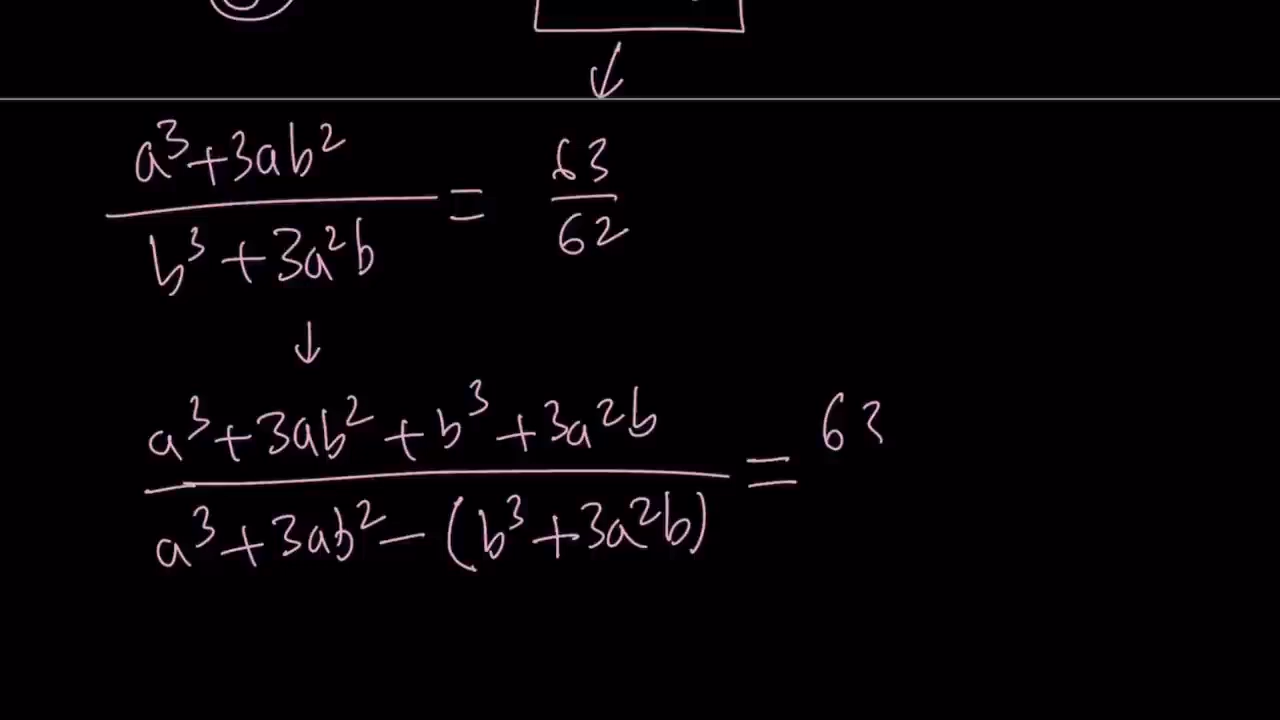 a³+3ab²
b³+3a²b
=
63
62
a³+3ab²+b³+3a²b
a³+3ab²-(b³+3a²b)
=
63